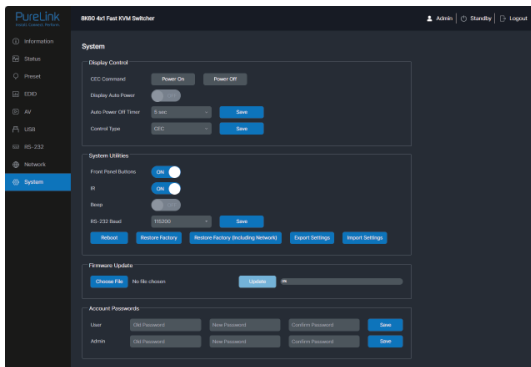 PureLink
8K60 4x1 Fast KVM Switcher
Admin
Standby
Logout
Information
Status
Preset
EDID
AV
USB
RS-232
Network
System
System
Display Control
CEC Command
Power On
Power Off
Display Auto Power
Auto Power Off Timer
5 sec
Save
Control Type
CEC
Save
System Utilities
Front Panel Buttons
ON
IR
ON
Beep
RS-232 Baud
115200
Save
Reboot
Restore Factory
Restore Factory (Including Network)
Export Settings
Import Settings
Firmware Update
Choose File
No file chosen
Update
Account Passwords
User
Old Password
New Password
Confirm Password
Save
Admin
Old Password
New Password
Confirm Password
Save